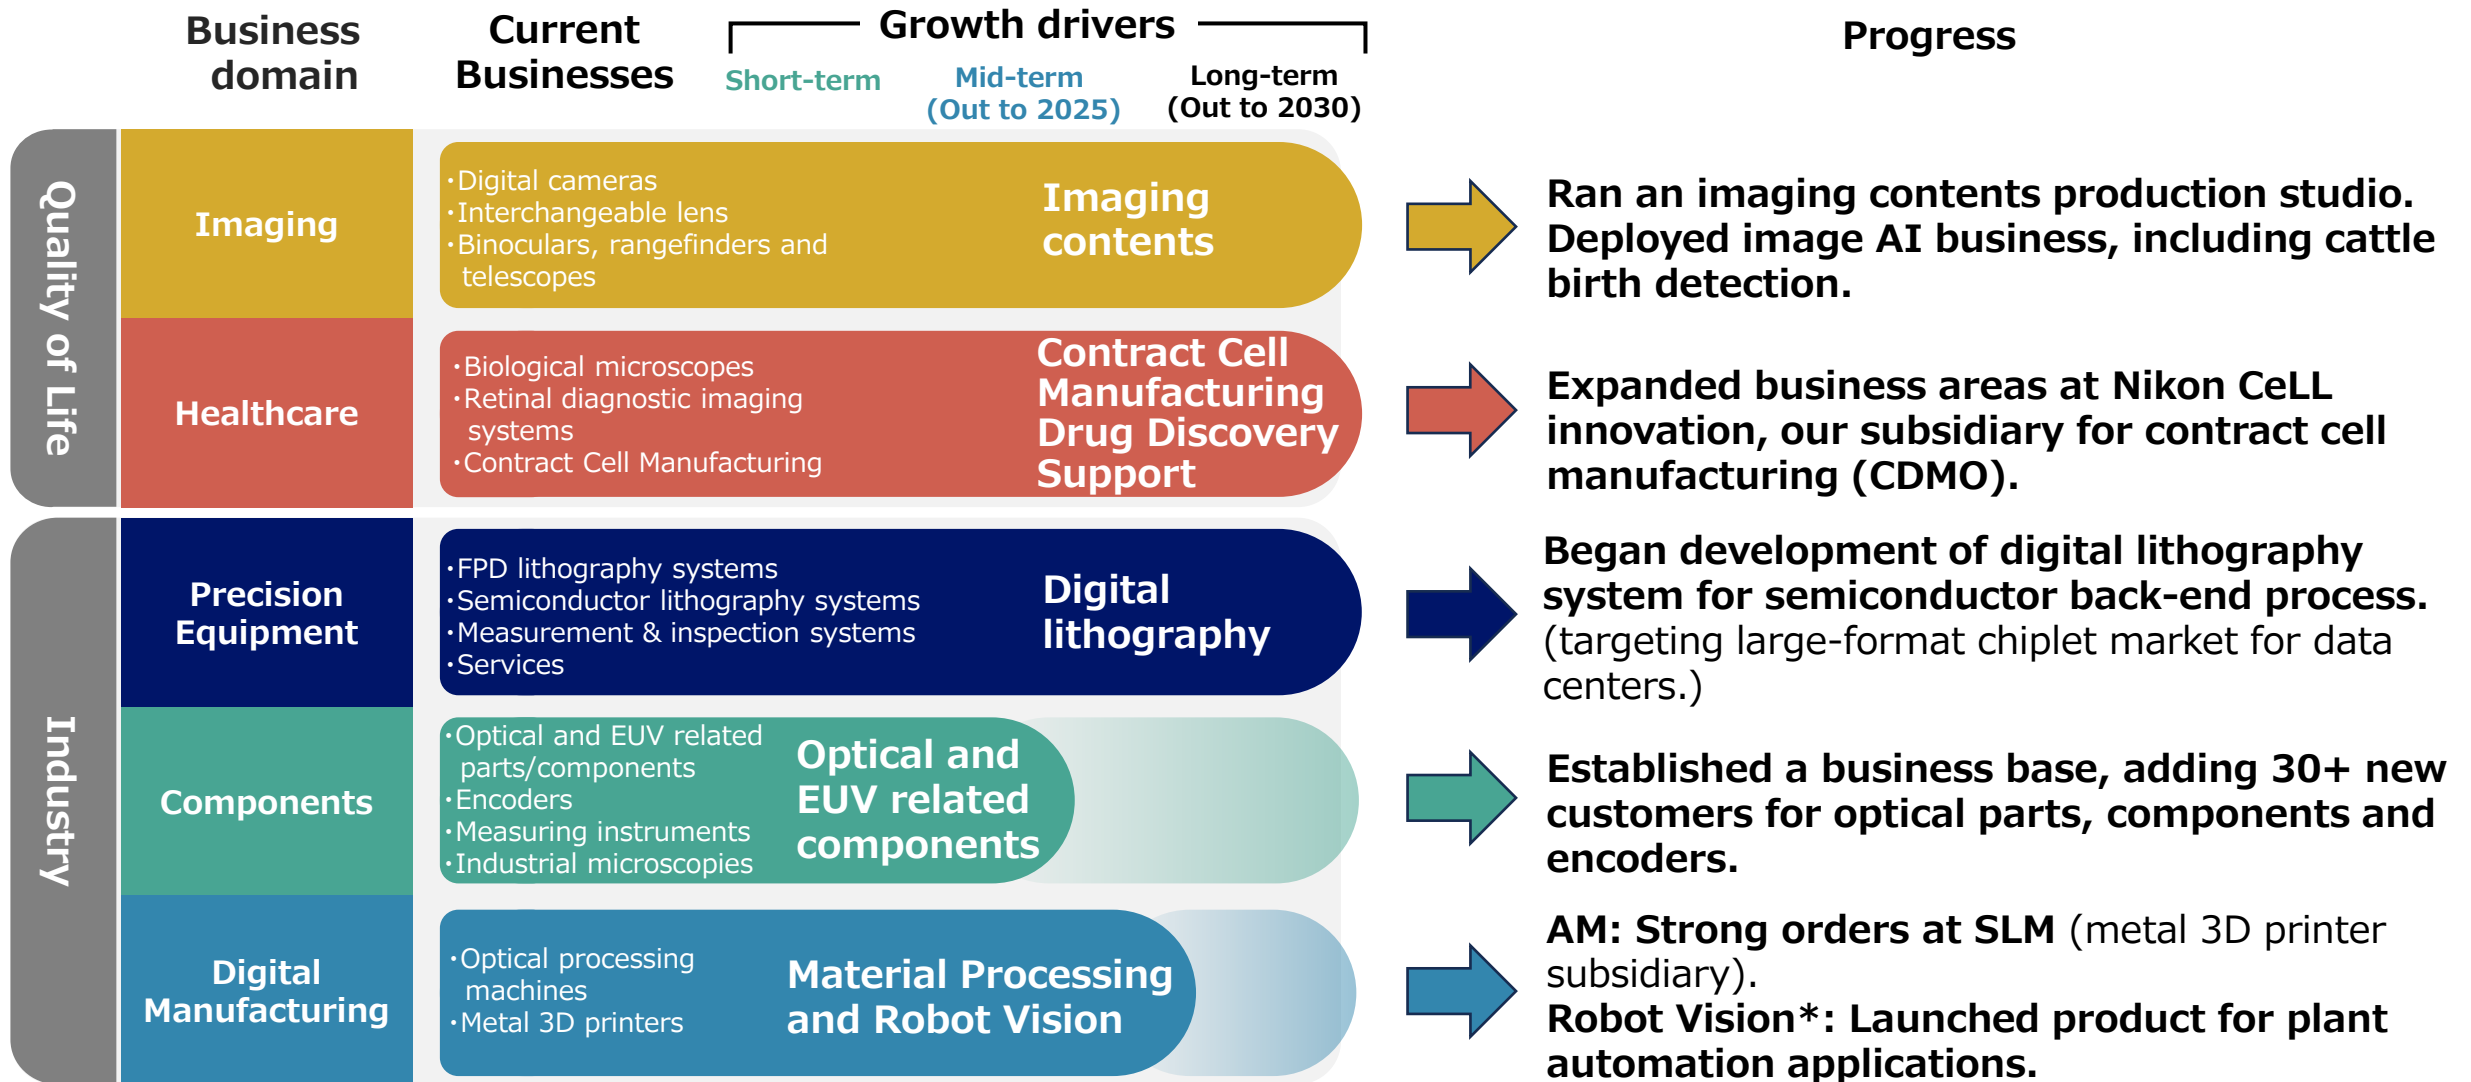 Business
domain
Current
Businesses
Growth drivers
Short-term
Mid-term
(Out to 2025)
Long-term
(Out to 2030)
Progress
Quality of Life
Imaging
・Digital cameras
・Interchangeable lens
・Binoculars, rangefinders and
telescopes
Imaging
contents
Ran an imaging contents production studio.
Deployed image AI business, including cattle
birth detection.
Healthcare
・Biological microscopes
・Retinal diagnostic imaging
systems
・Contract Cell Manufacturing
Contract Cell
Manufacturing
Drug Discovery
Support
Expanded business areas at Nikon CeLL
innovation, our subsidiary for contract cell
manufacturing (CDMO).
Industry
Precision
Equipment
・FPD lithography systems
・Semiconductor lithography systems
・Measurement & inspection systems
・Services
Digital
lithography
Began development of digital lithography
system for semiconductor back-end process.
(targeting large-format chiplet market for data
centers.)
Components
・Optical and EUV related
parts/components
・Encoders
・Measuring instruments
・Industrial microscopies
Optical and
EUV related
components
Established a business base, adding 30+ new
customers for optical parts, components and
encoders.
Digital
Manufacturing
・Optical processing
machines
・Metal 3D printers
Material Processing
and Robot Vision
AM: Strong orders at SLM (metal 3D printer
subsidiary).
Robot Vision*: Launched product for plant
automation applications.